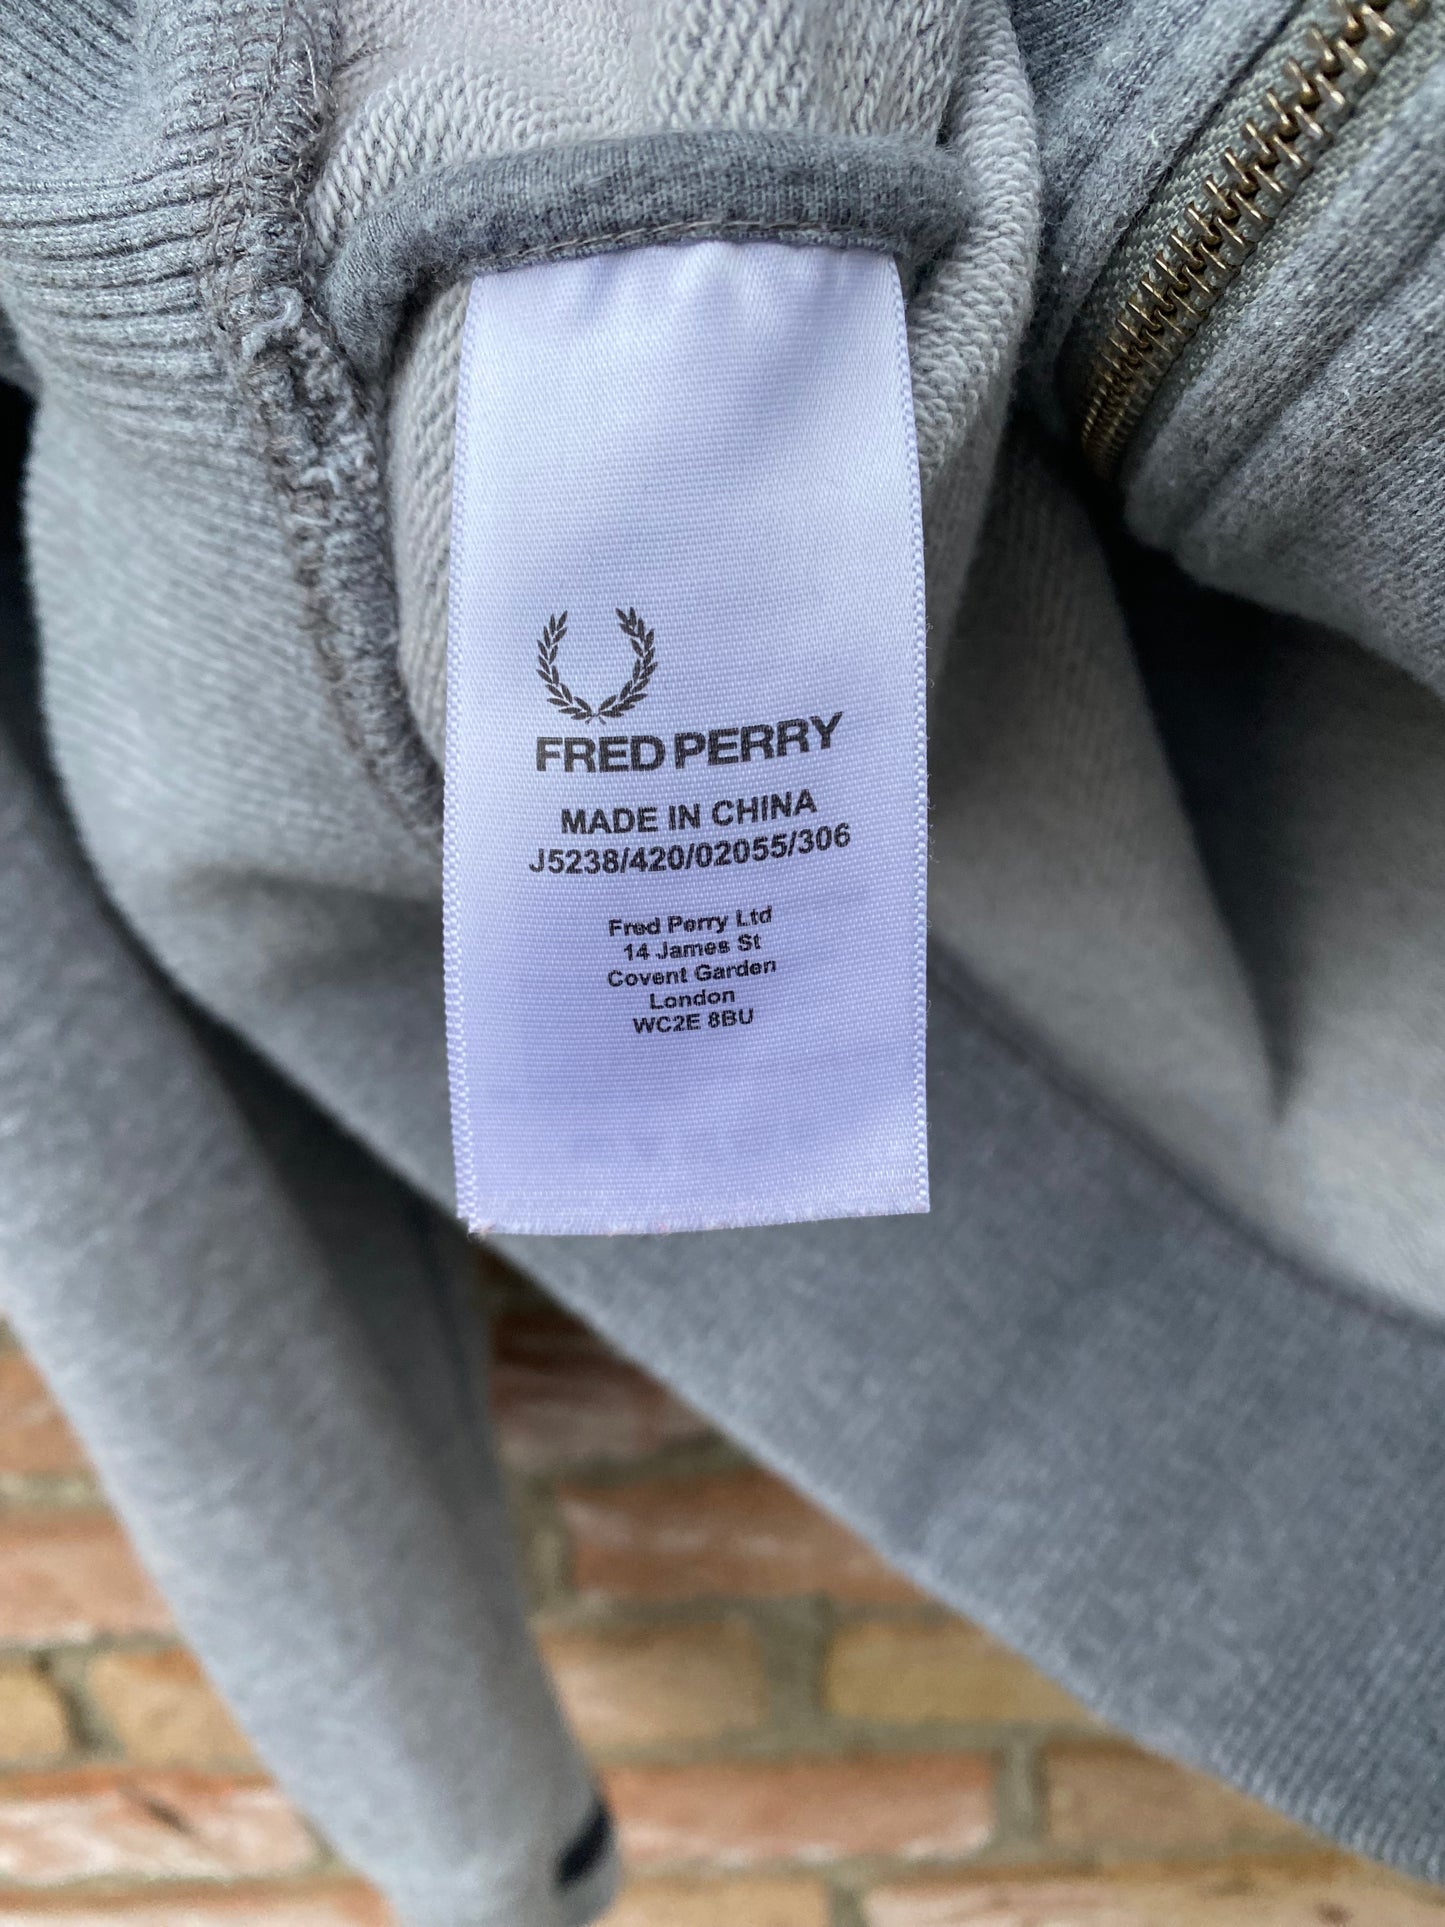 FRED PERRY
MADE IN CHINA
J5238/420/02055/306
Fred Perry Ltd
14 James St
Covent Garden
London
WC2E 8BU